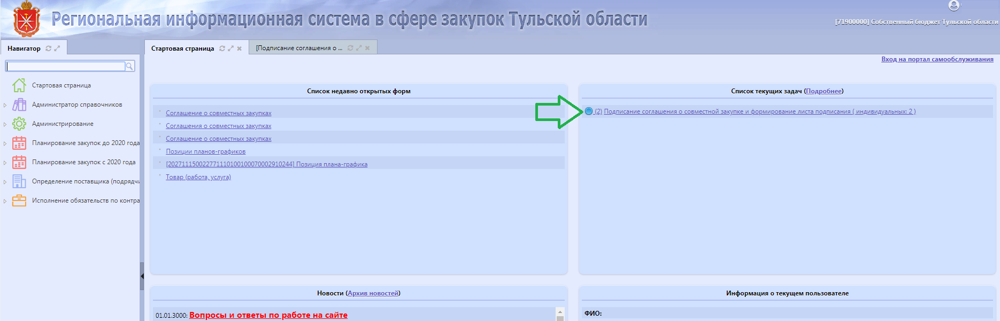 Региональная информационная система в сфере закупок Тульской области
[71900000] Собственный бюджет Тульской области
Навигатор
Стартовая страница
[Подписание соглашения о ...
Вход на портал самообслуживания
Стартовая страница
Администратор справочников
Администрирование
Планирование закупок до 2020 года
Планирование закупок с 2020 года
Определение поставщика (подрядчи
Исполнение обязательств по контра
Список недавно открытых форм
Соглашение о совместных закупках
Соглашения о совместных закупках
Соглашение о совместных закупках
Позиции планов-графиков
[202711150022771110100100070002910244] Позиция плана-графика
Товар (работа, услуга)
Список текущих задач (Подробнее)
(2) Подписание соглашения о совместной закупке и формирование листа подписания ( индивидуальных: 2 )
Новости (Архив новостей)
01.01.3000: Вопросы и ответы по работе на сайте
Информация о текущем пользователе
ФИО: